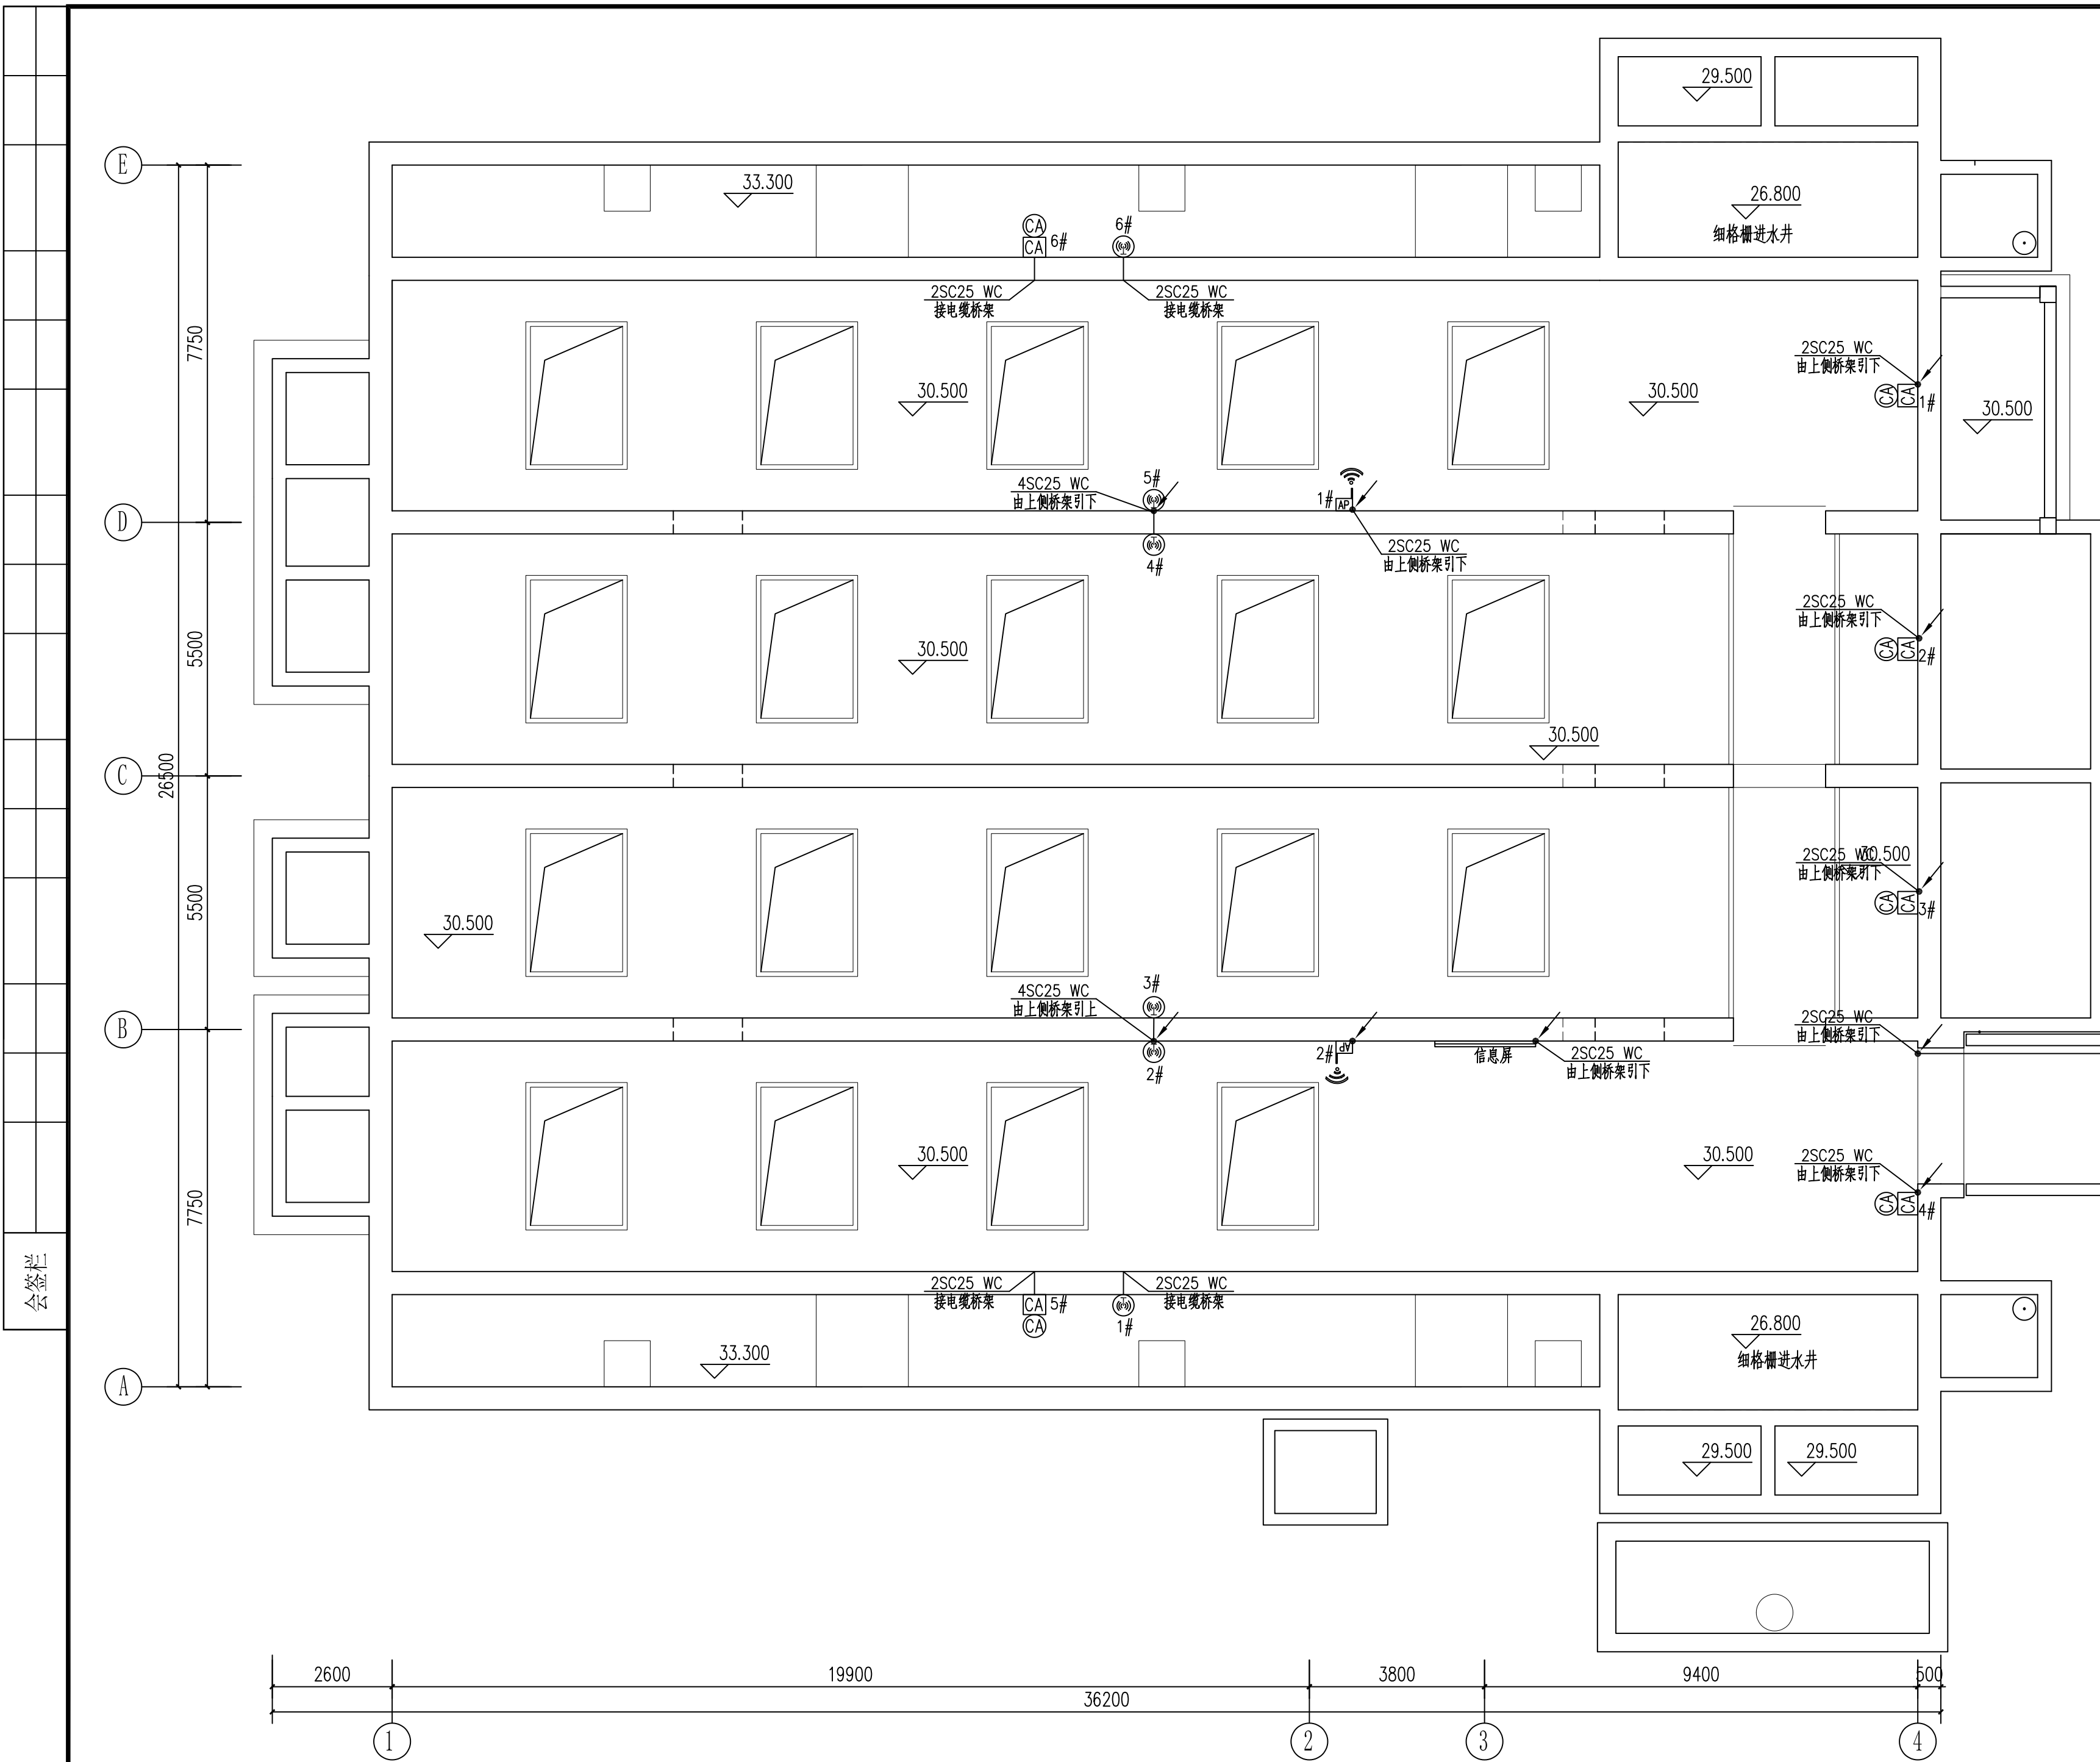 29.500
E
33.300
26.800
细格栅进水井
CA
CA
6#
6#
2SC25 WC
接电缆桥架
2SC25 WC
接电缆桥架
7750
2SC25 WC
由上侧桥架引下
CA
CA
1#
30.500
30.500
30.500
5#
4SC25 WC
由上侧桥架引下
1#
AP
D
4#
2SC25 WC
由上侧桥架引下
2SC25 WC
由上侧桥架引下
CA
CA
2#
5500
30.500
30.500
C
26500
2SC25 WC
30.500
由上侧桥架引下
CA
CA
3#
5500
30.500
3#
4SC25 WC
由上侧桥架引上
2SC25 WC
由上侧桥架引下
B
2#
2#
AP
信息屏
2SC25 WC
由上侧桥架引下
30.500
30.500
2SC25 WC
由上侧桥架引下
CA
CA
4#
7750
会签栏
2SC25 WC
接电缆桥架
2SC25 WC
接电缆桥架
CA
5#
CA
1#
33.300
26.800
细格栅进水井
A
29.500
29.500
2600
19900
3800
9400
500
36200
1
2
3
4